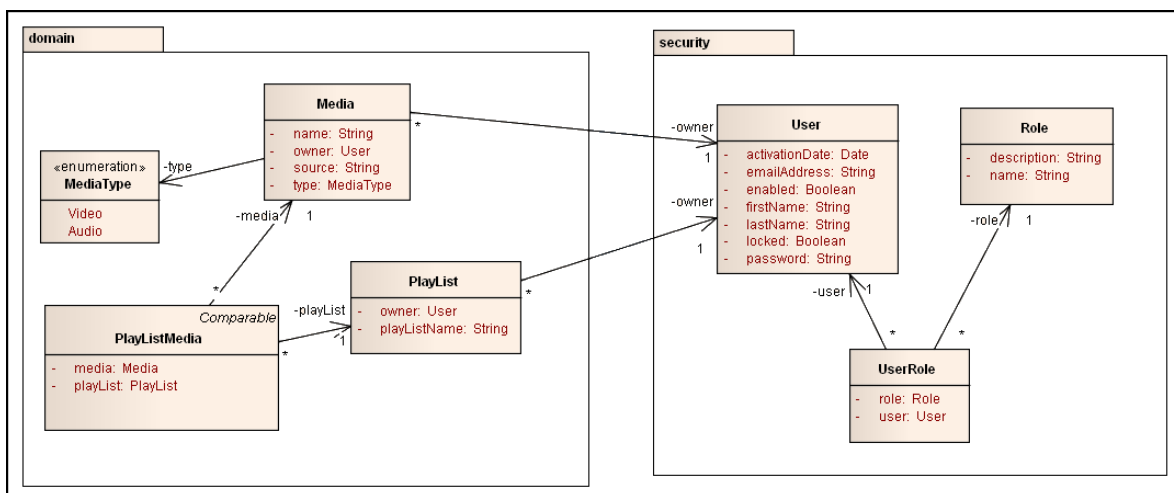 domain
Media
- name: String
- owner: User
- source: String
- type: MediaType
*
-type
«enumeration»
MediaType
Video
Audio
-media
1
*
Comparable
PlayListMedia
- media: Media
- playList: PlayList
*
-playList
1
PlayList
- owner: User
- playListName: String
*
security
-owner
1
-owner
1
User
- activationDate: Date
- emailAddress: String
- enabled: Boolean
- firstName: String
- lastName: String
- locked: Boolean
- password: String
Role
- description: String
- name: String
-role
1
-user
1
*
*
UserRole
- role: Role
- user: User